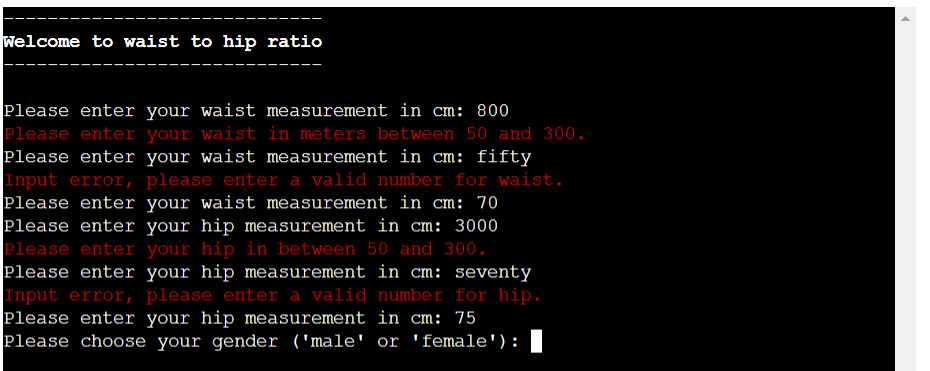 -----------------------------
Welcome to waist to hip ratio
-----------------------------
Please enter your waist measurement in cm: 800
Please enter your waist in meters between 50 and 300.
Please enter your waist measurement in cm: fifty
Input error, please enter a valid number for waist.
Please enter your waist measurement in cm: 70
Please enter your hip measurement in cm: 3000
Please enter your hip in between 50 and 300.
Please enter your hip measurement in cm: seventy
Input error, please enter a valid number for hip.
Please enter your hip measurement in cm: 75
Please choose your gender ('male' or 'female'):